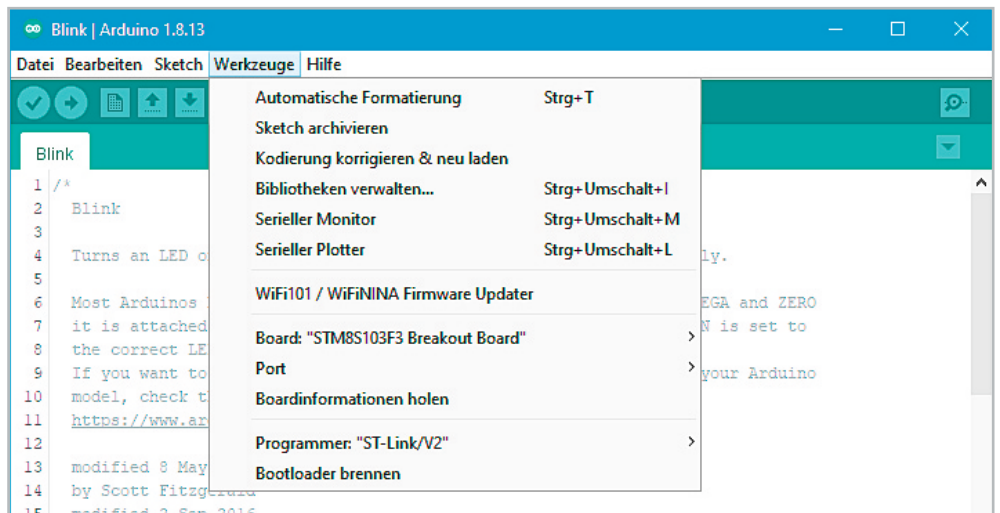 Blink | Arduino 1.8.13
Datei Bearbeiten Sketch Werkzeuge Hilfe
Automatische Formatierung Strg+T
Sketch archivieren
Kodierung korrigieren & neu laden
Bibliotheken verwalten... Strg+Umschalt+I
Serieller Monitor Strg+Umschalt+M
Serieller Plotter Strg+Umschalt+L
WiFi101 / WiFiNINA Firmware Updater
Board: "STM8S103F3 Breakout Board"
Port
Boardinformationen holen
Programmer: "ST-Link/V2"
Bootloader brennen
Blink
1 /*
2 Blink
3
4 Turns an LED o ly.
5
6 Most Arduinos EGA and ZERO
7 it is attached N is set to
8 the correct LE
9 If you want to your Arduino
10 model, check t
11 https://www.ar
12
13 modified 8 May
14 by Scott Fitzgerald
15 modified 2 Sep 2016